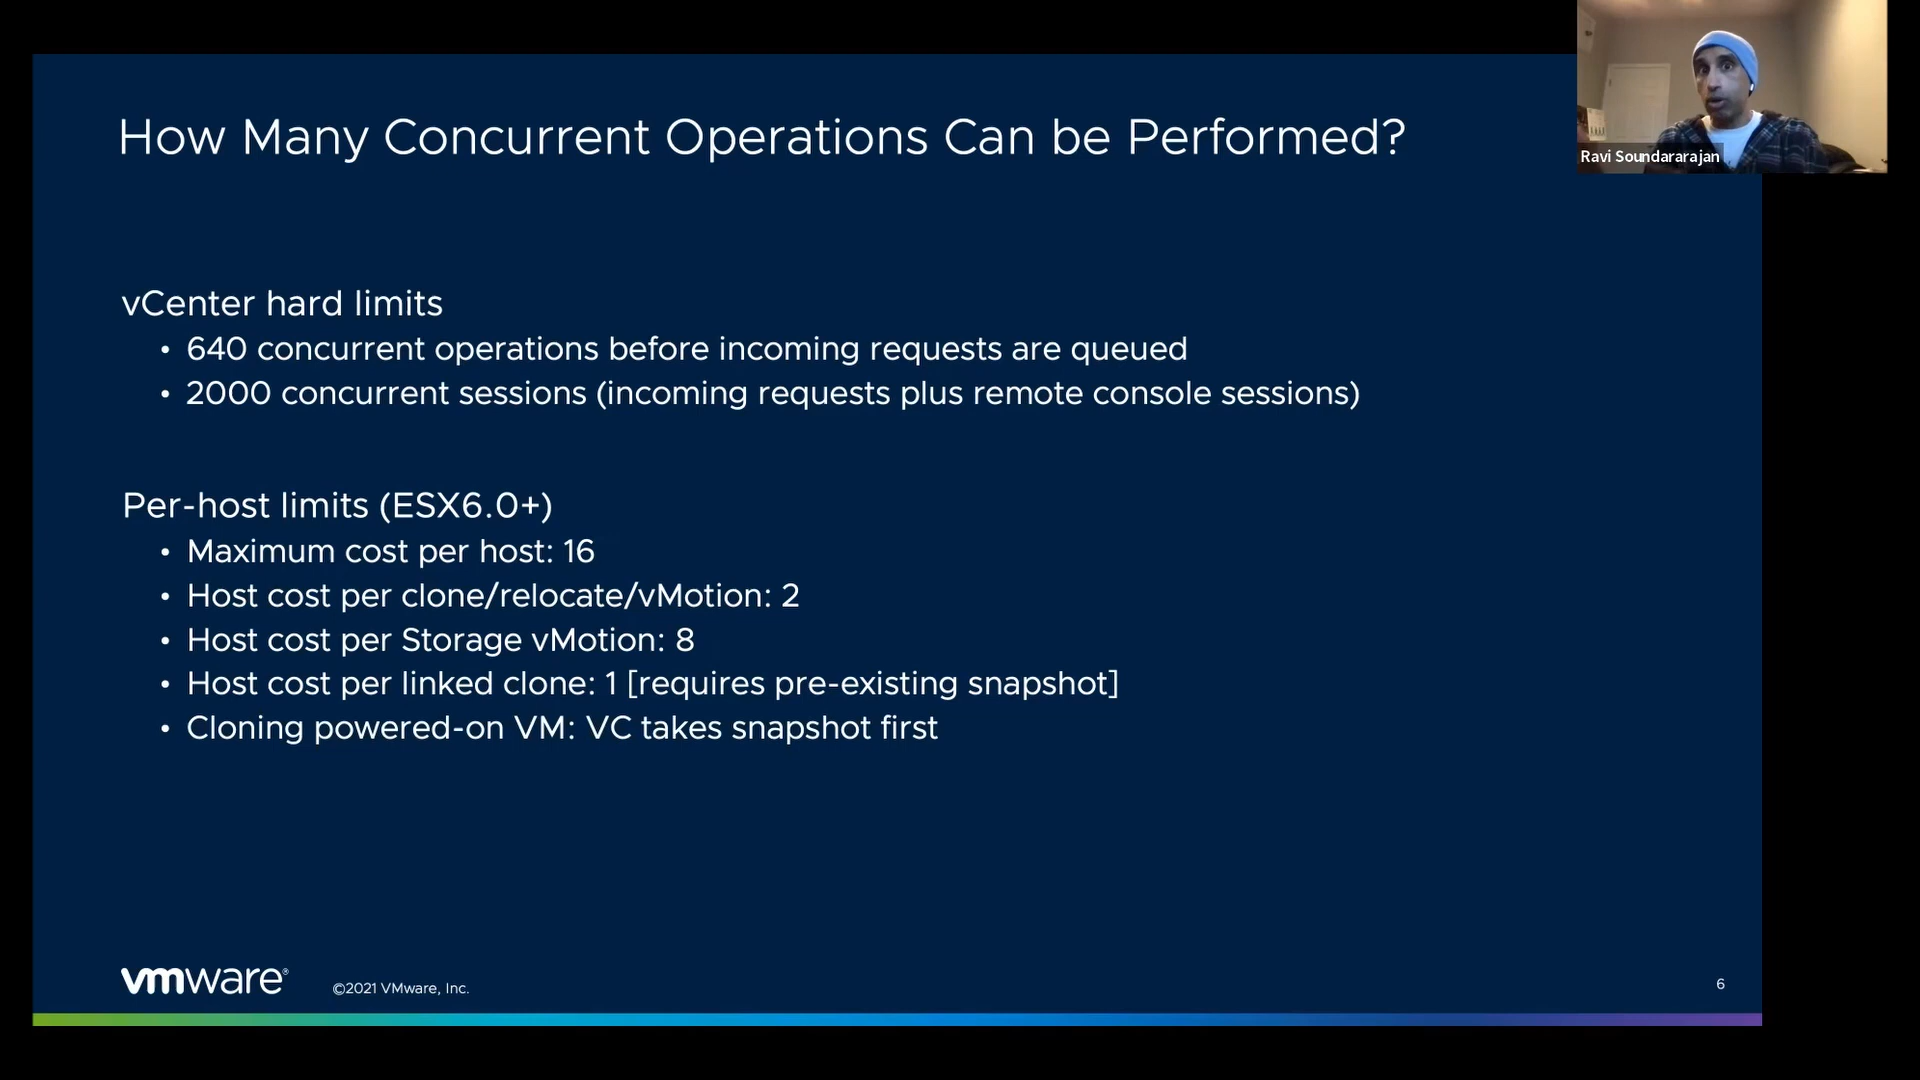 Ravi Soundararajan
How Many Concurrent Operations Can be Performed?
vCenter hard limits
• 640 concurrent operations before incoming requests are queued
• 2000 concurrent sessions (incoming requests plus remote console sessions)
Per-host limits (ESX6.0+)
• Maximum cost per host: 16
• Host cost per clone/relocate/vMotion: 2
• Host cost per Storage vMotion: 8
• Host cost per linked clone: 1 [requires pre-existing snapshot]
• Cloning powered-on VM: VC takes snapshot first
vmware®
©2021 VMware, Inc.
6